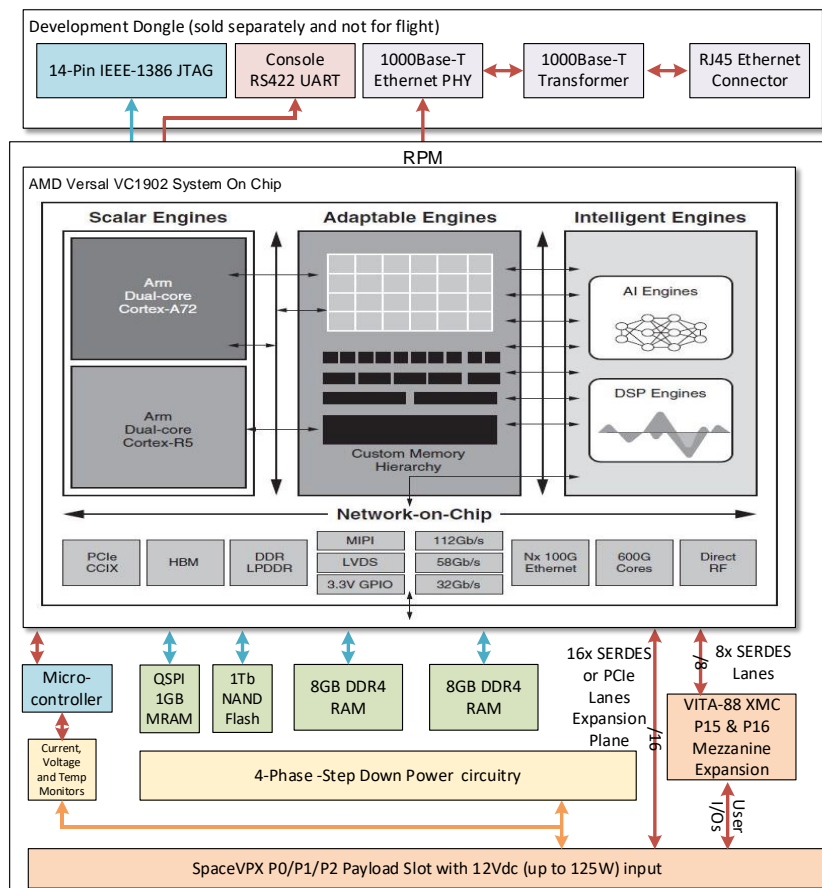 Development Dongle (sold separately and not for flight)
14-Pin IEEE-1386 JTAG
Console
RS422 UART
1000Base-T
Ethernet PHY
1000Base-T
Transformer
RJ45 Ethernet
Connector
RPM
AMD Versal VC1902 System On Chip
Scalar Engines
Adaptable Engines
Intelligent Engines
Arm
Dual-core
Cortex-A72
Arm
Dual-core
Cortex-R5
Custom Memory
Hierarchy
AI Engines
DSP Engines
Network-on-Chip
PCIe
CCIX
HBM
DDR
LPDDR
MIPI
LVDS
3.3V GPIO
112Gb/s
58Gb/s
32Gb/s
Nx 100G
Ethernet
600G
Cores
Direct
RF
Micro-
controller
QSPI
1GB
MRAM
1Tb
NAND
Flash
8GB DDR4
RAM
8GB DDR4
RAM
16x SERDES
or PCIe
Lanes
Expansion
Plane
/16
/8
8x SERDES
Lanes
VITA-88 XMC
P15 & P16
Mezzanine
Expansion
Current,
Voltage
and Temp
Monitors
4-Phase -Step Down Power circuitry
User
I/Os
SpaceVPX P0/P1/P2 Payload Slot with 12Vdc (up to 125W) input